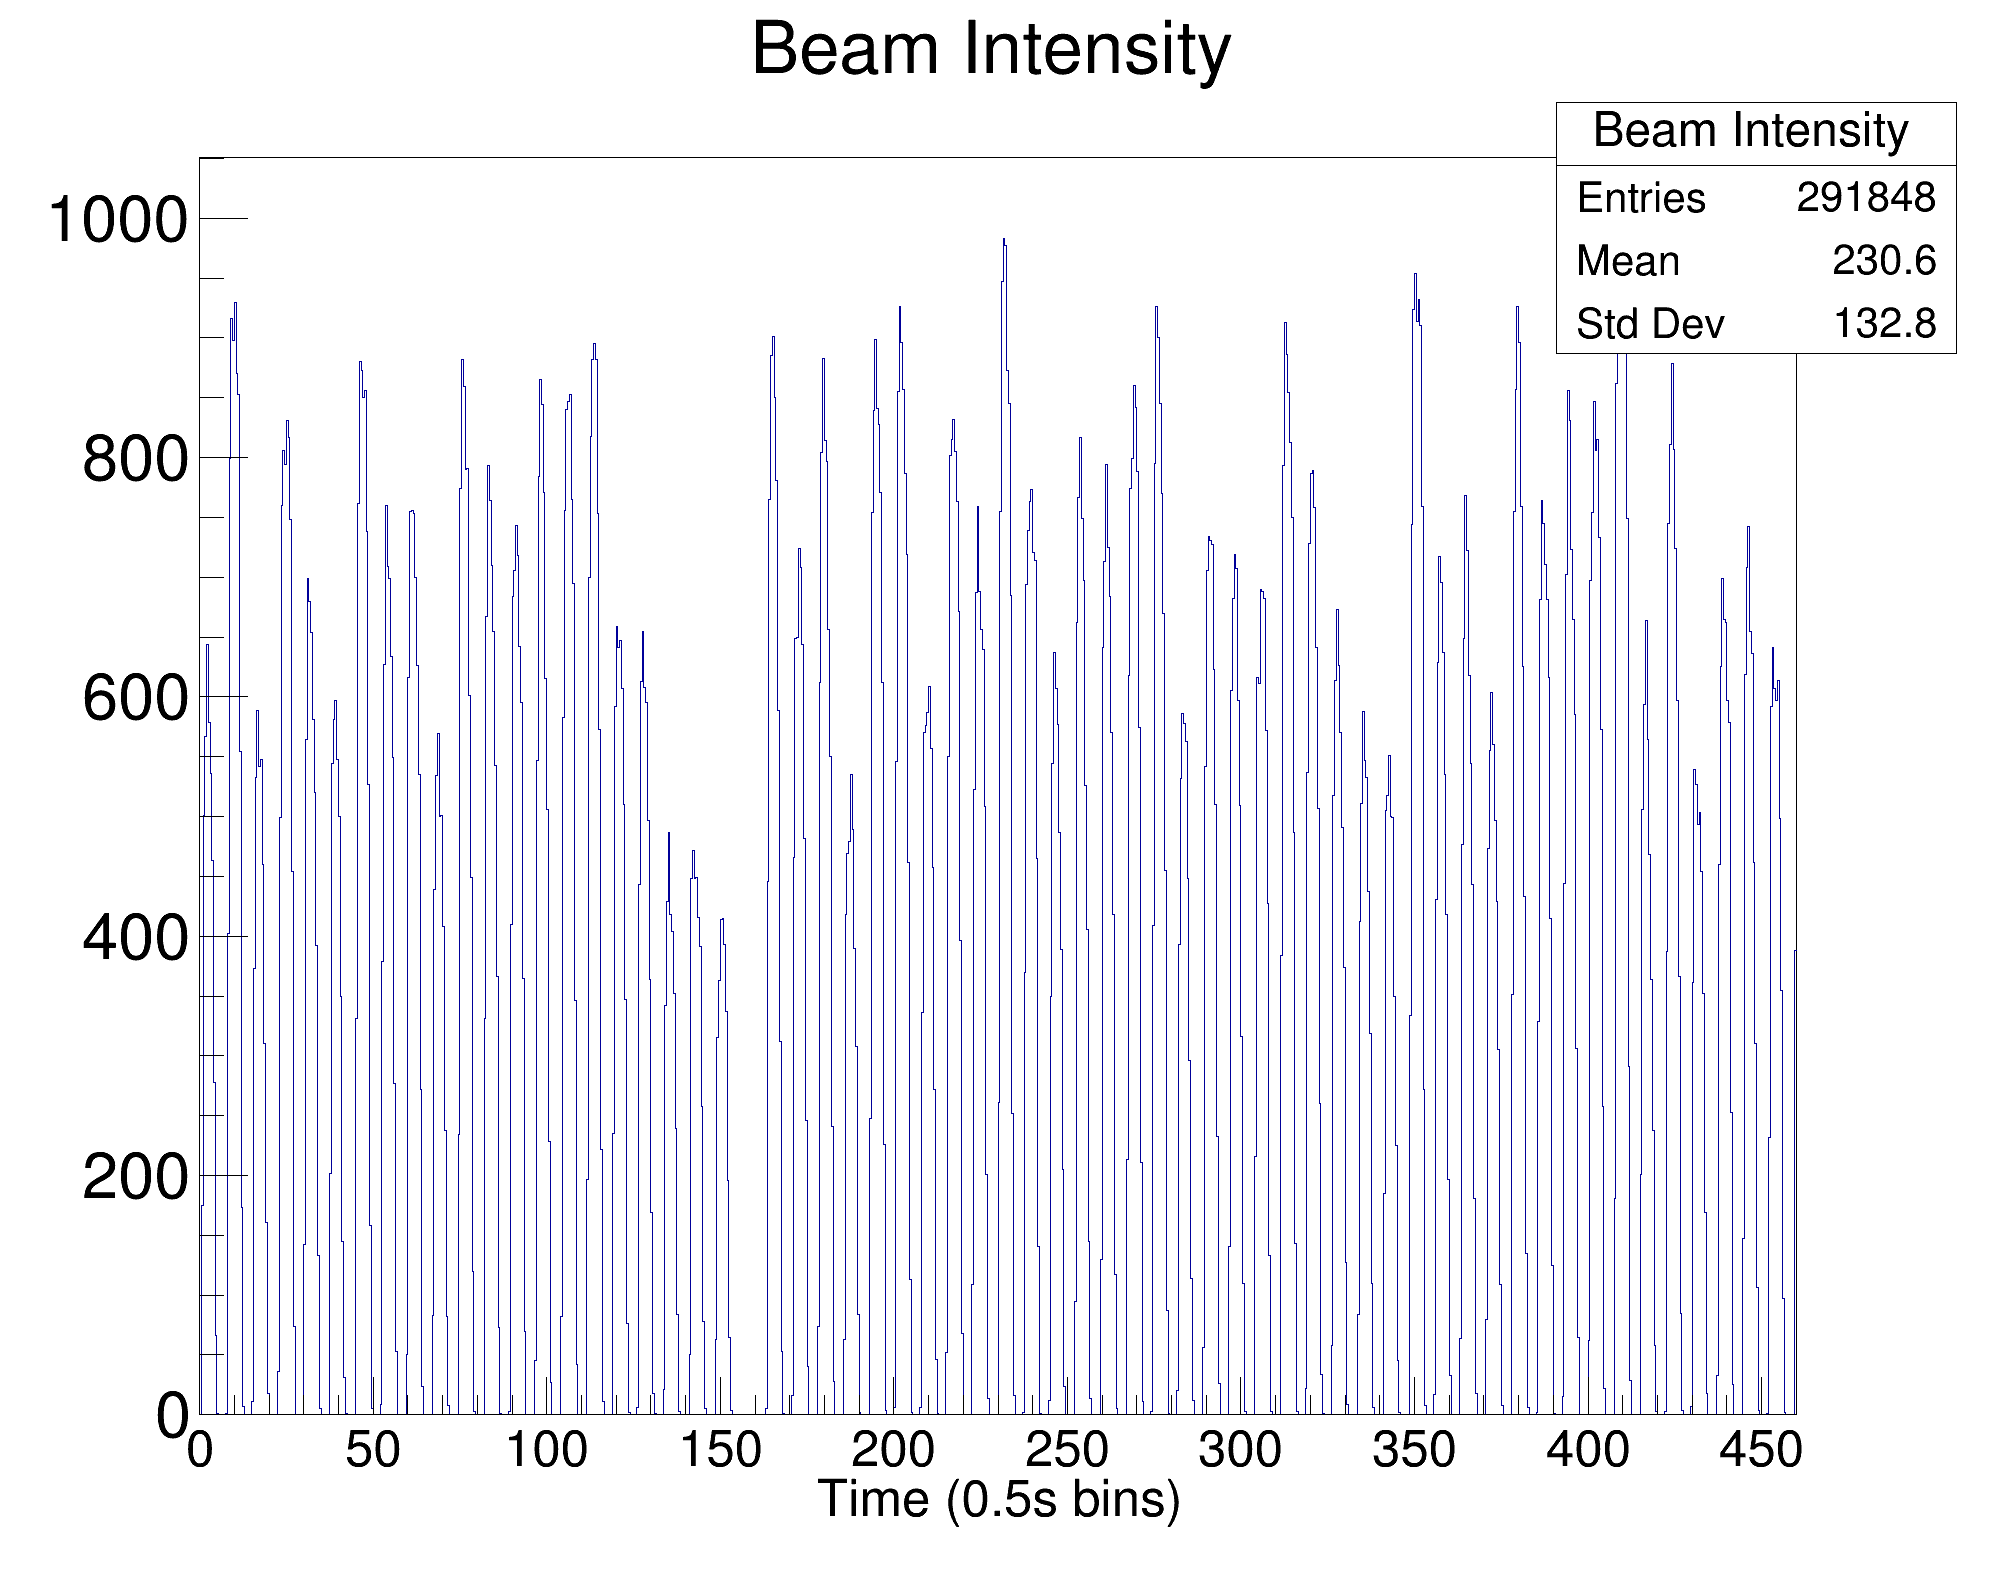 Beam Intensity
Beam Intensity
Entries 291848
Mean 230.6
Std Dev 132.8
1000
800
600
400
200
0
0 50 100 150 200 250 300 350 400 450
Time (0.5s bins)